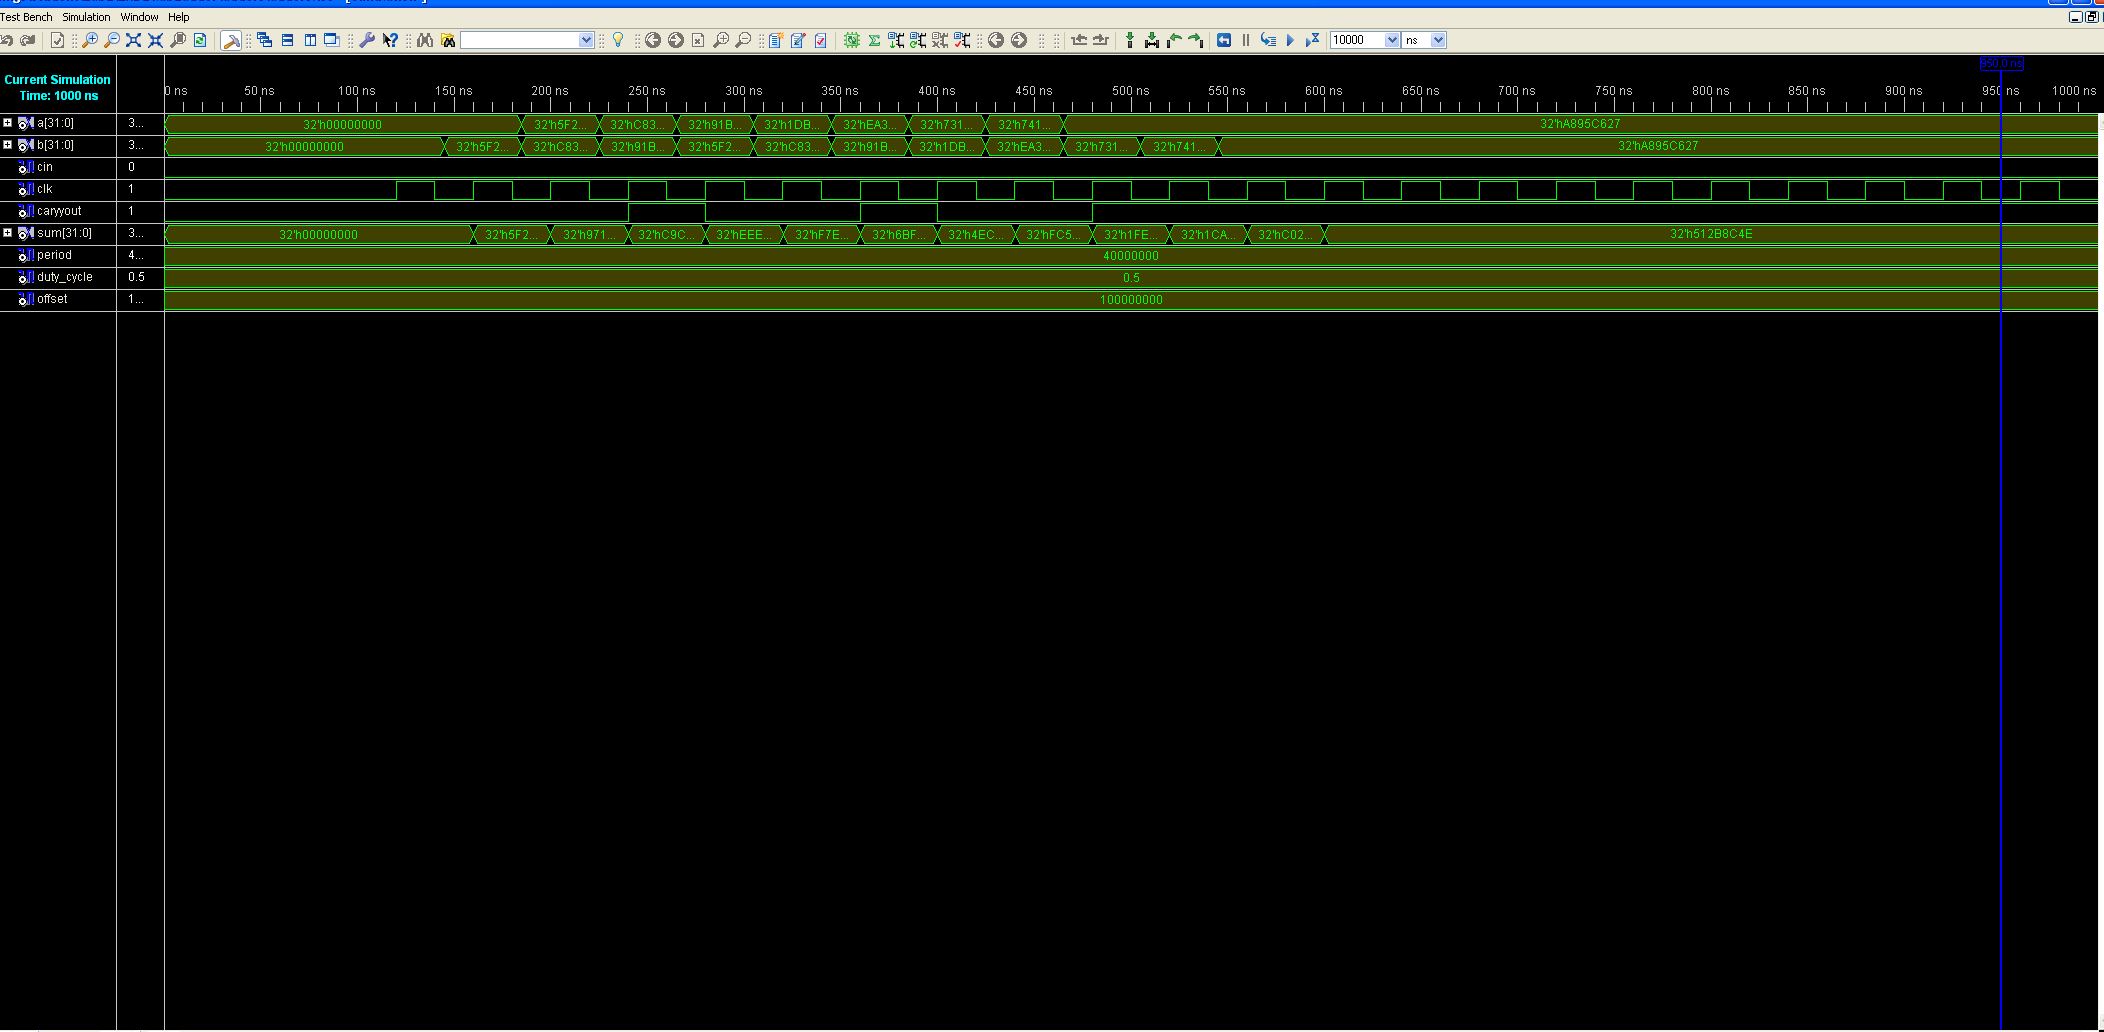 Test Bench Simulation Window Help
10000 ns
950.0 ns
Current Simulation
Time: 1000 ns
0 ns 50 ns 100 ns 150 ns 200 ns 250 ns 300 ns 350 ns 400 ns 450 ns 500 ns 550 ns 600 ns 650 ns 700 ns 750 ns 800 ns 850 ns 900 ns 950 ns 1000 ns
a[31:0] 3... 32'h00000000 32'h5F2... 32'hC83... 32'h91B... 32'h1DB... 32'hEA3... 32'h731... 32'h741... 32'hA895C627
b[31:0] 3... 32'h00000000 32'h5F2... 32'hC83... 32'h91B... 32'h5F2... 32'hC83... 32'h91B... 32'h1DB... 32'hEA3... 32'h731... 32'h741... 32'hA895C627
cin 0
clk 1
caryyout 1
sum[31:0] 3... 32'h00000000 32'h5F2... 32'h971... 32'hC9C... 32'hEEE... 32'hF7E... 32'h6BF... 32'h4EC... 32'hFC5... 32'h1FE... 32'h1CA... 32'hC02... 32'h512B8C4E
period 4... 40000000
duty_cycle 0.5 0.5
offset 1... 100000000